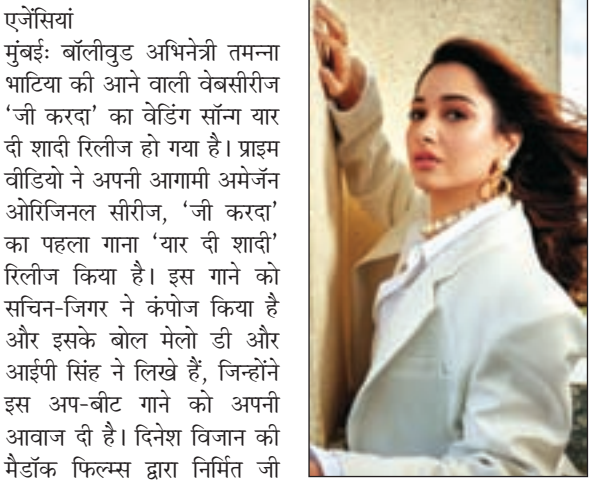 एजेंसियां
मुंबईः बॉलीवुड अभिनेत्री तमन्ना
भाटिया की आने वाली वेबसीरीज
‘जी करदा’ का वेडिंग सॉन्ग यार
दी शादी रिलीज हो गया है। प्राइम
वीडियो ने अपनी आगामी अमेजॅन
ओरिजिनल सीरीज, ‘जी करदा’
का पहला गाना ‘यार दी शादी’
रिलीज किया है। इस गाने को
सचिन-जिगर ने कंपोज किया है
और इसके बोल मेलो डी और
आईपी सिंह ने लिखे हैं, जिन्होंने
इस अप-बीट गाने को अपनी
आवाज दी है। दिनेश विजान की
मैडॉक फिल्म्स द्वारा निर्मित जी